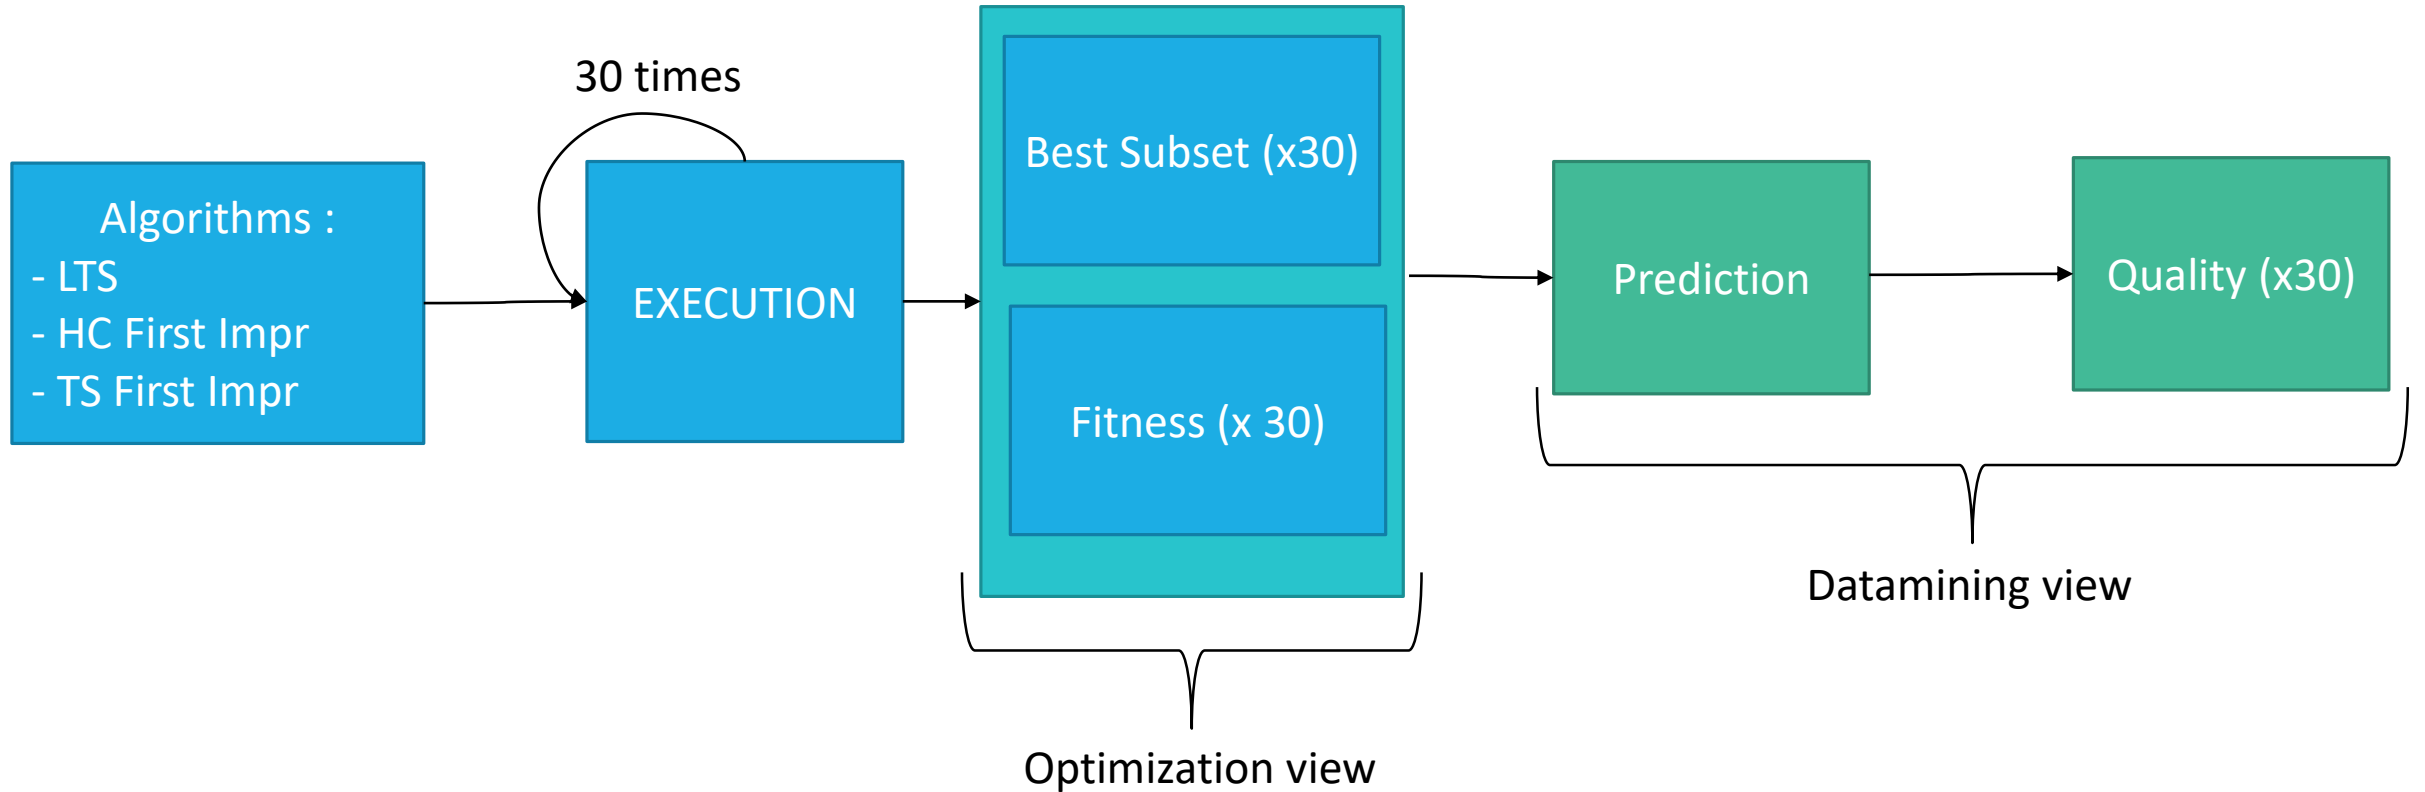 30 times
Algorithms :
- LTS
- HC First Impr
- TS First Impr
EXECUTION
Best Subset (x30)
Fitness (x 30)
Prediction
Quality (x30)
Optimization view
Datamining view